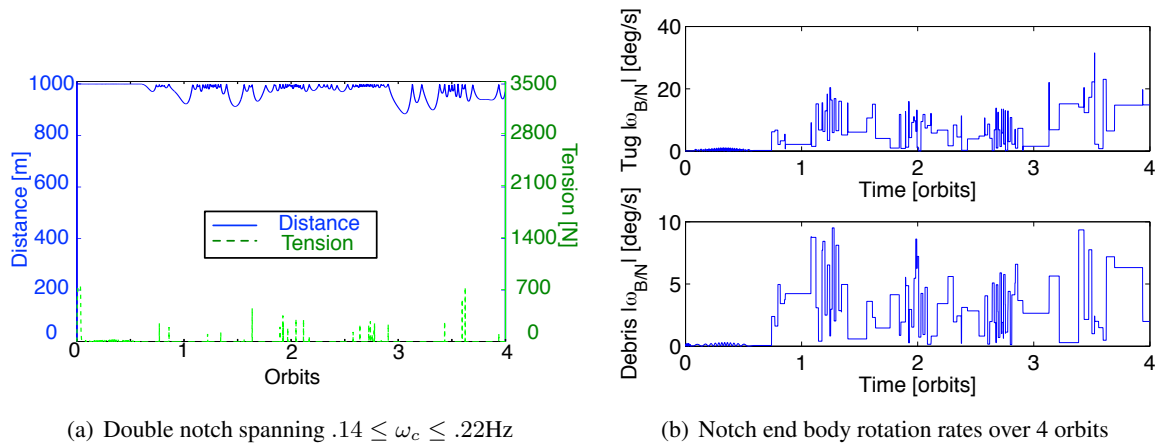 1000
800
600
400
200
0
Distance [m]
3500
2800
2100
1400
700
0
Tension [N]
Distance
Tension
0 1 2 3 4
Orbits
(a) Double notch spanning .14 ≤ ω_c ≤ .22Hz
40
20
0
Tug |ω_B/N| [deg/s]
0 1 2 3 4
Time [orbits]
10
5
0
Debris |ω_B/N| [deg/s]
0 1 2 3 4
Time [orbits]
(b) Notch end body rotation rates over 4 orbits